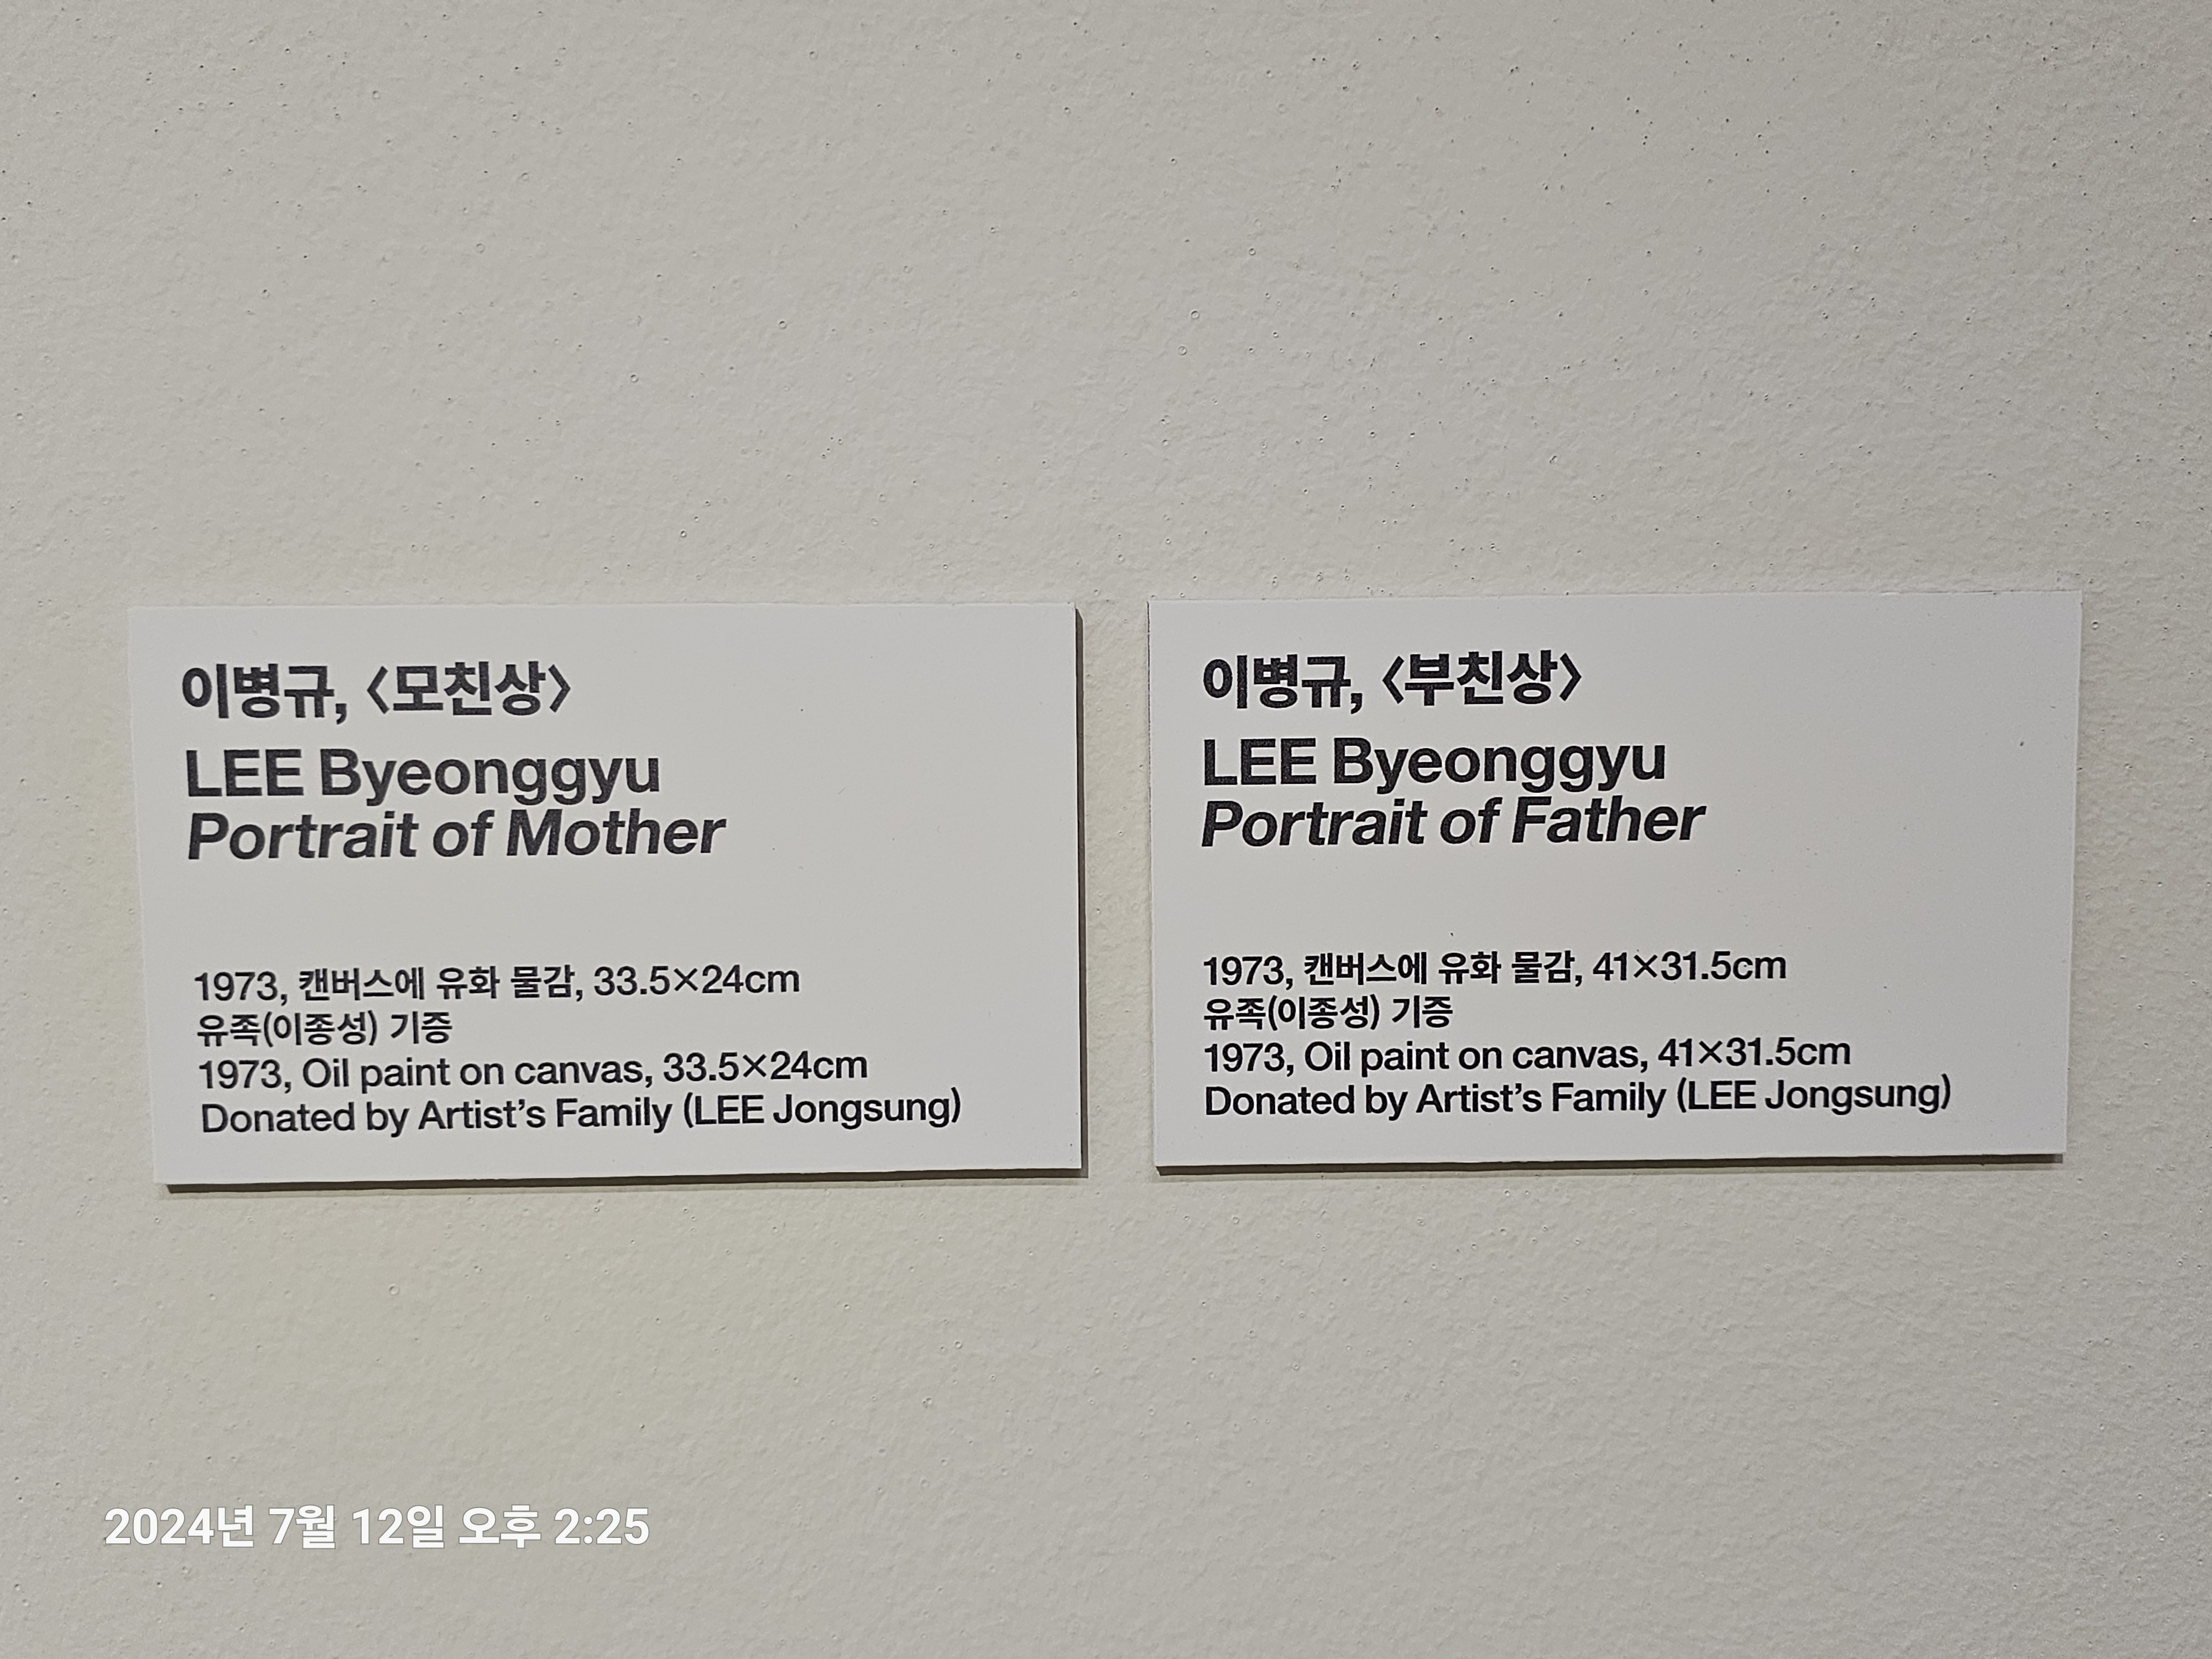 이병규, 〈모친상〉
LEE Byeonggyu
Portrait of Mother
1973, 캔버스에 유화 물감, 33.5×24cm
유족(이종성) 기증
1973, Oil paint on canvas, 33.5×24cm
Donated by Artist’s Family (LEE Jongsung)
이병규, 〈부친상〉
LEE Byeonggyu
Portrait of Father
1973, 캔버스에 유화 물감, 41×31.5cm
유족(이종성) 기증
1973, Oil paint on canvas, 41×31.5cm
Donated by Artist’s Family (LEE Jongsung)
2024년 7월 12일 오후 2:25